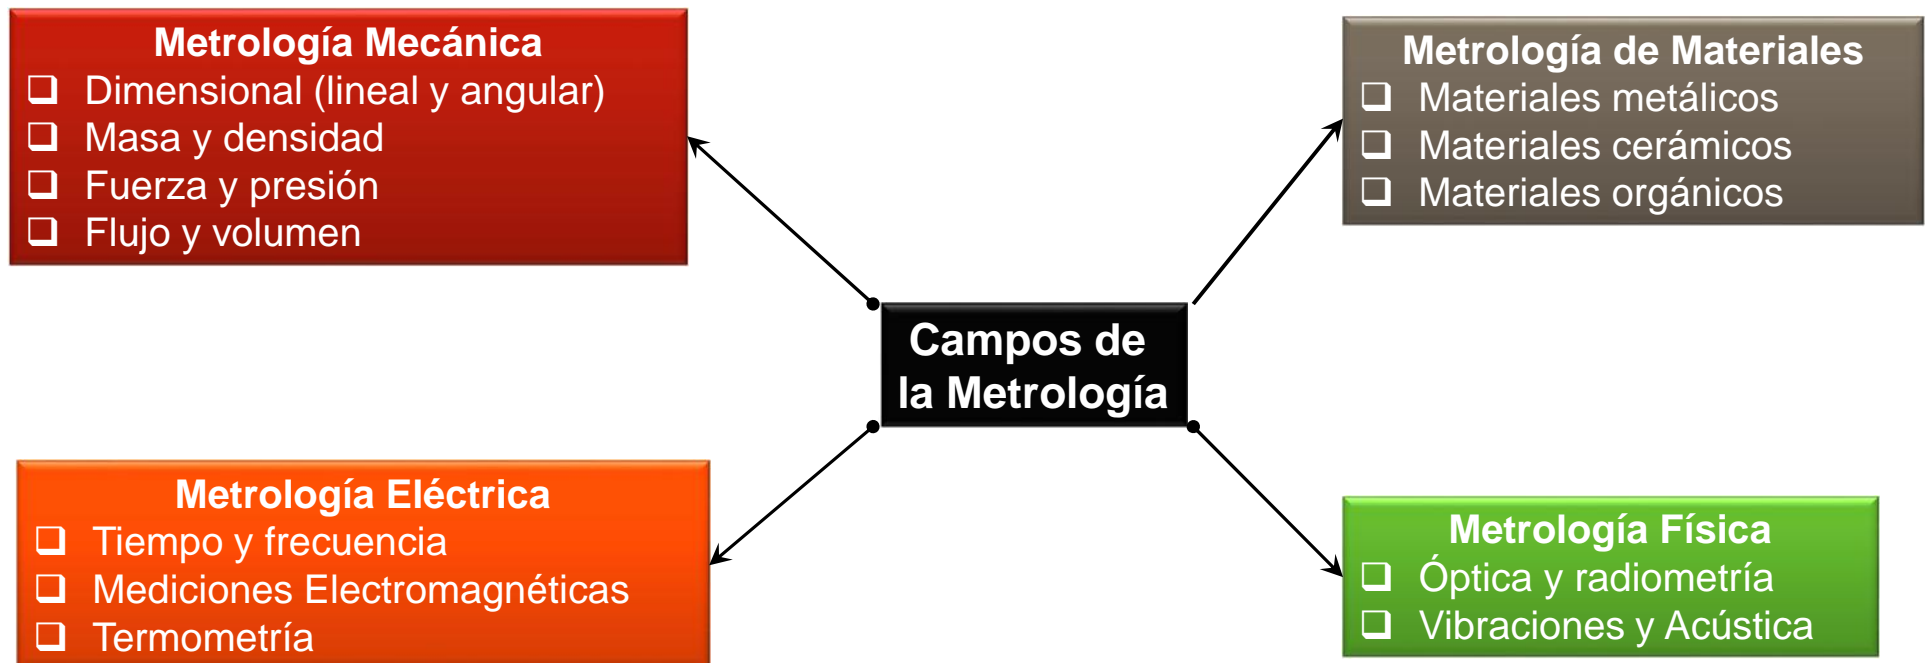 Metrología Mecánica
Dimensional (lineal y angular)
Masa y densidad
Fuerza y presión
Flujo y volumen
Metrología de Materiales
Materiales metálicos
Materiales cerámicos
Materiales orgánicos
Campos de
la Metrología
Metrología Eléctrica
Tiempo y frecuencia
Mediciones Electromagnéticas
Termometría
Metrología Física
Óptica y radiometría
Vibraciones y Acústica